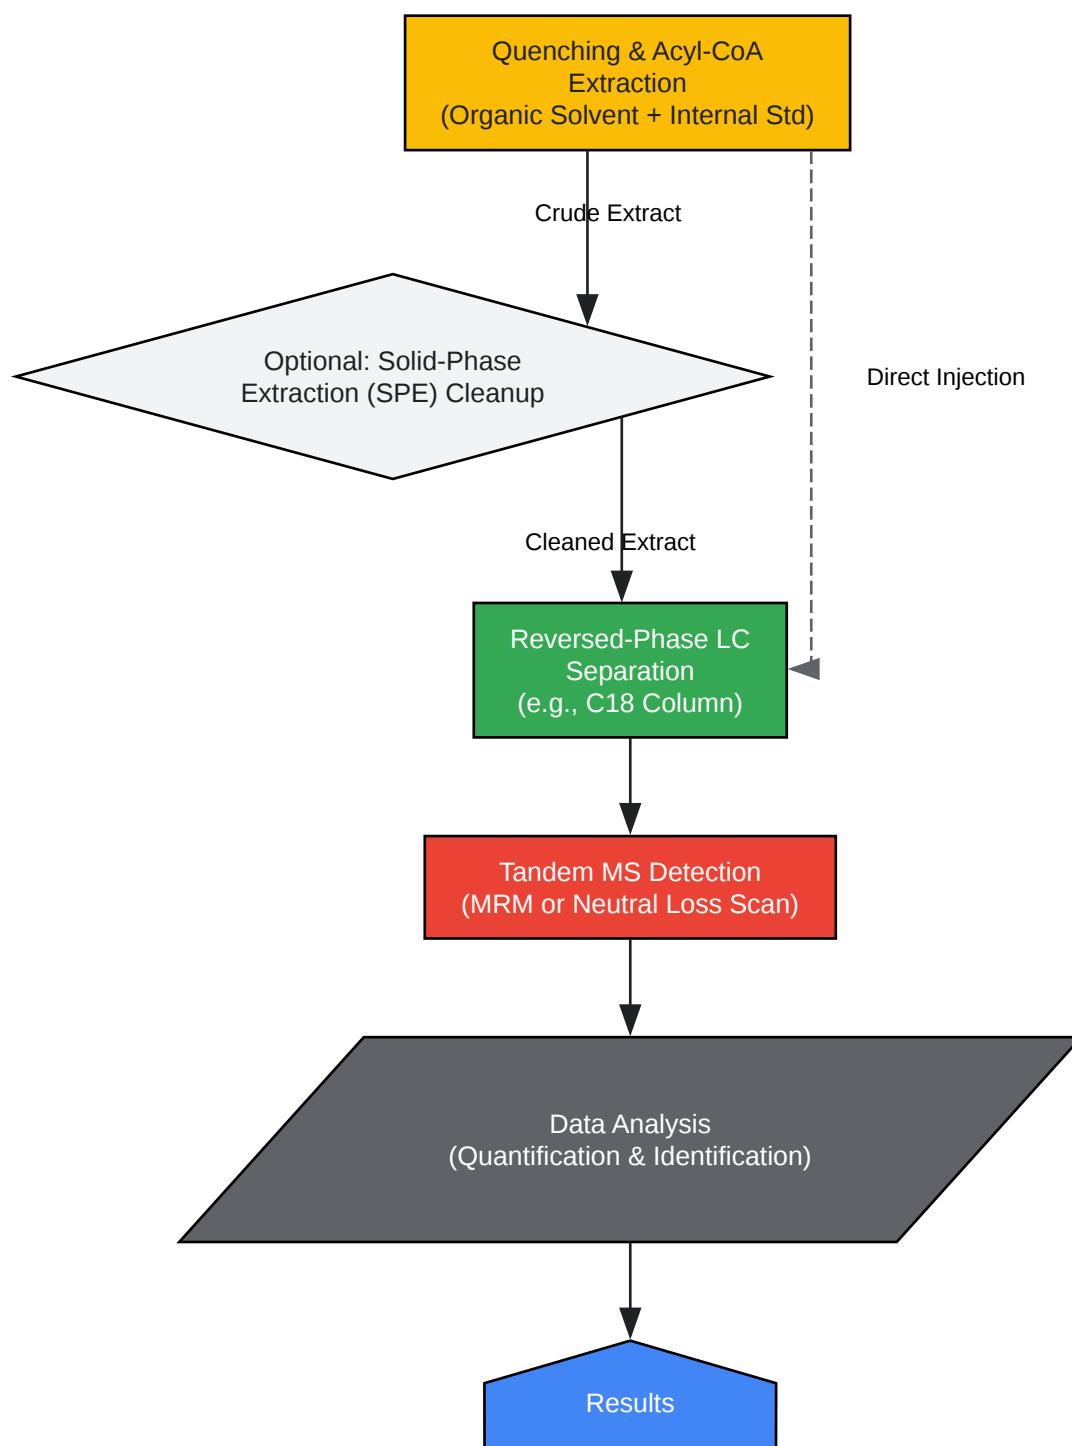 Quenching & Acyl-CoA
Extraction
(Organic Solvent + Internal Std)
Crude Extract
Optional: Solid-Phase
Extraction (SPE) Cleanup
Direct Injection
Cleaned Extract
Reversed-Phase LC
Separation
(e.g., C18 Column)
Tandem MS Detection
(MRM or Neutral Loss Scan)
Data Analysis
(Quantification & Identification)
Results